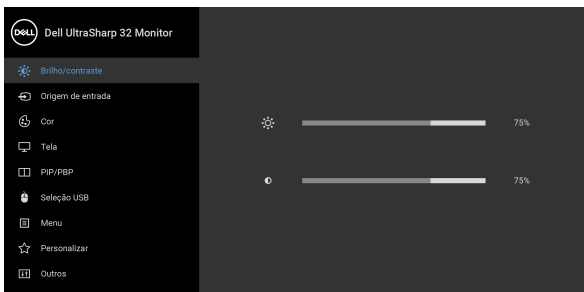 DELL
Dell UltraSharp 32 Monitor
Brilho/contraste
Origem de entrada
Cor
Tela
PIP/PBP
Seleção USB
Menu
Personalizar
Outros
75%
75%